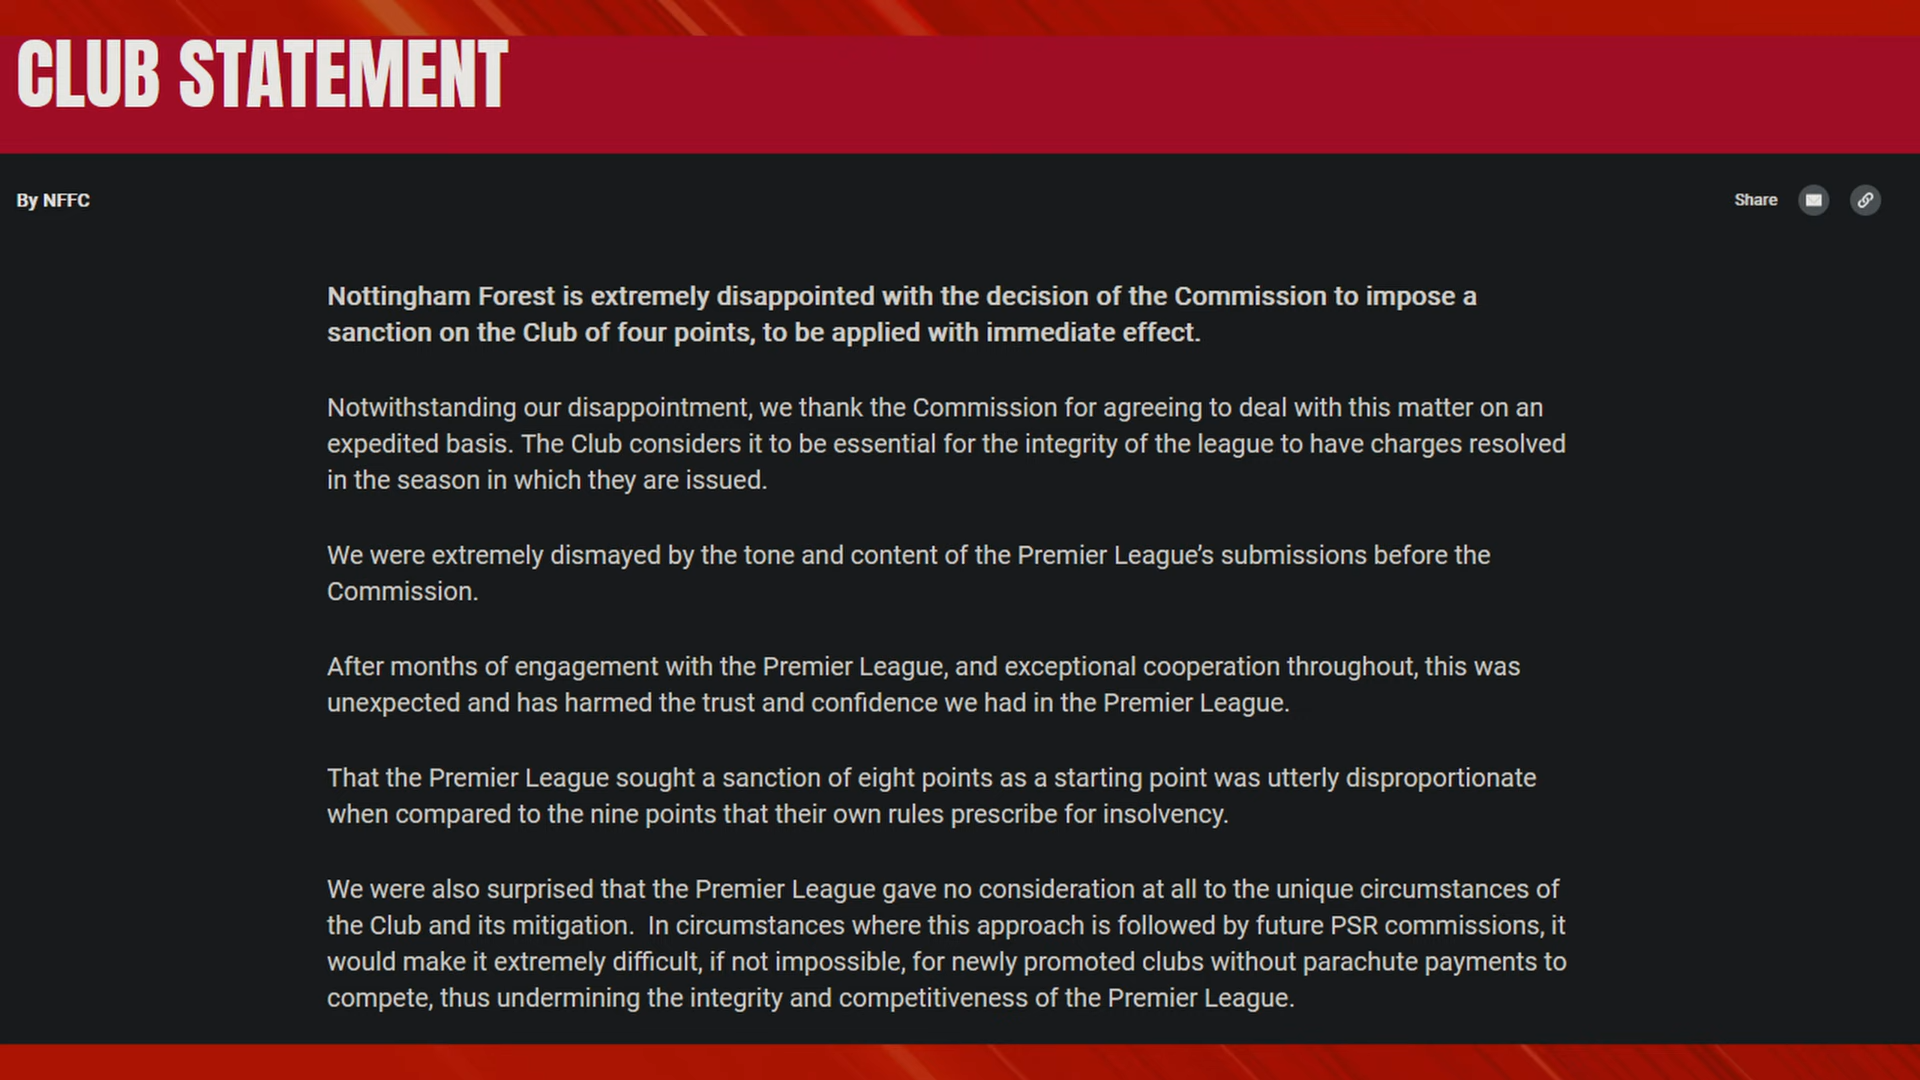 CLUB STATEMENT
By NFFC
Share
Nottingham Forest is extremely disappointed with the decision of the Commission to impose a
sanction on the Club of four points, to be applied with immediate effect.
Notwithstanding our disappointment, we thank the Commission for agreeing to deal with this matter on an
expedited basis. The Club considers it to be essential for the integrity of the league to have charges resolved
in the season in which they are issued.
We were extremely dismayed by the tone and content of the Premier League’s submissions before the
Commission.
After months of engagement with the Premier League, and exceptional cooperation throughout, this was
unexpected and has harmed the trust and confidence we had in the Premier League.
That the Premier League sought a sanction of eight points as a starting point was utterly disproportionate
when compared to the nine points that their own rules prescribe for insolvency.
We were also surprised that the Premier League gave no consideration at all to the unique circumstances of
the Club and its mitigation.  In circumstances where this approach is followed by future PSR commissions, it
would make it extremely difficult, if not impossible, for newly promoted clubs without parachute payments to
compete, thus undermining the integrity and competitiveness of the Premier League.